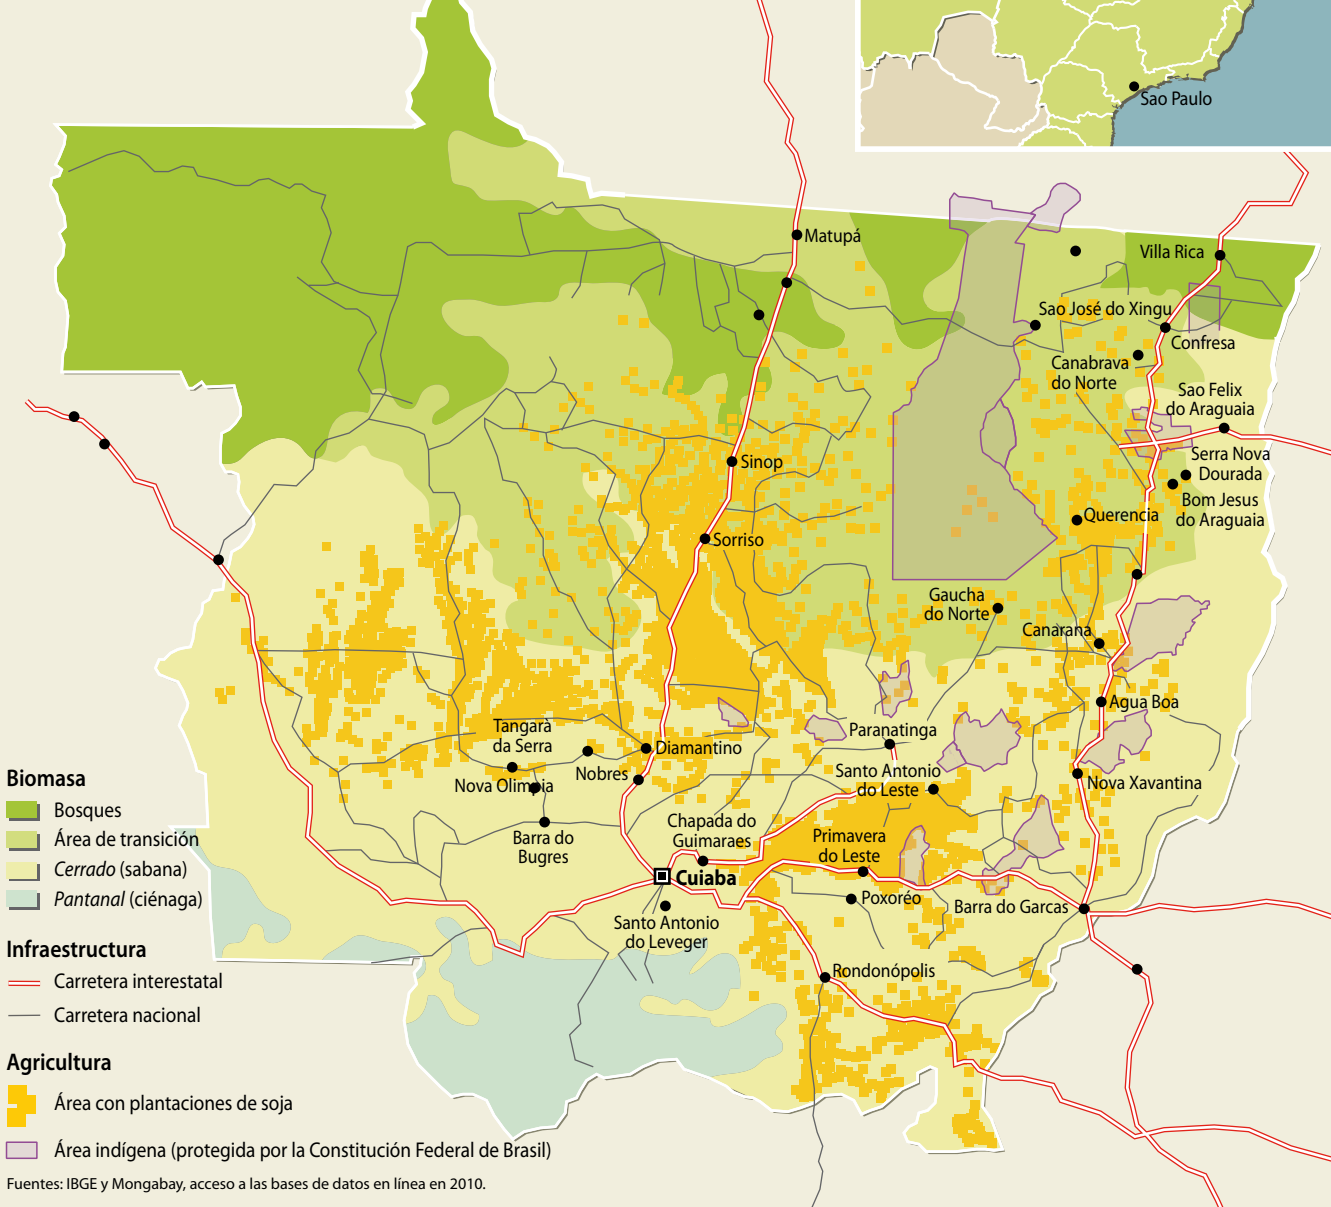 Sao Paulo
Matupá
Villa Rica
Sao José do Xingu
Confresa
Canabrava
do Norte
Sao Felix
do Araguaia
Serra Nova
Dourada
Sinop
Bom Jesus
do Araguaia
Querencia
Sorriso
Gaucha
do Norte
Canarana
Agua Boa
Tangará
da Serra
Paranatinga
Diamantino
Nobres
Santo Antonio
do Leste
Nova Olimpia
Nova Xavantina
Chapada do
Guimaraes
Barra do
Bugres
Primavera
do Leste
Cuiaba
Poxoréo
Barra do Garcas
Santo Antonio
do Leveger
Rondonópolis
Biomasa
Bosques
Área de transición
Cerrado (sabana)
Pantanal (ciénaga)
Infraestructura
Carretera interestatal
Carretera nacional
Agricultura
Área con plantaciones de soja
Área indígena (protegida por la Constitución Federal de Brasil)
Fuentes: IBGE y Mongabay, acceso a las bases de datos en línea en 2010.